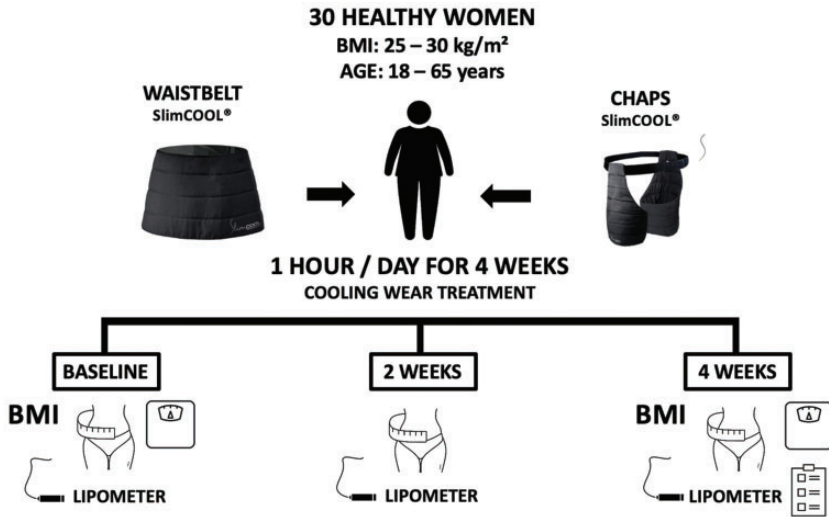 30 HEALTHY WOMEN
BMI: 25 – 30 kg/m²
AGE: 18 – 65 years
WAISTBELT
SlimCOOL®
CHAPS
SlimCOOL®
1 HOUR / DAY FOR 4 WEEKS
COOLING WEAR TREATMENT
BASELINE
2 WEEKS
4 WEEKS
BMI
BMI
LIPOMETER
LIPOMETER
LIPOMETER